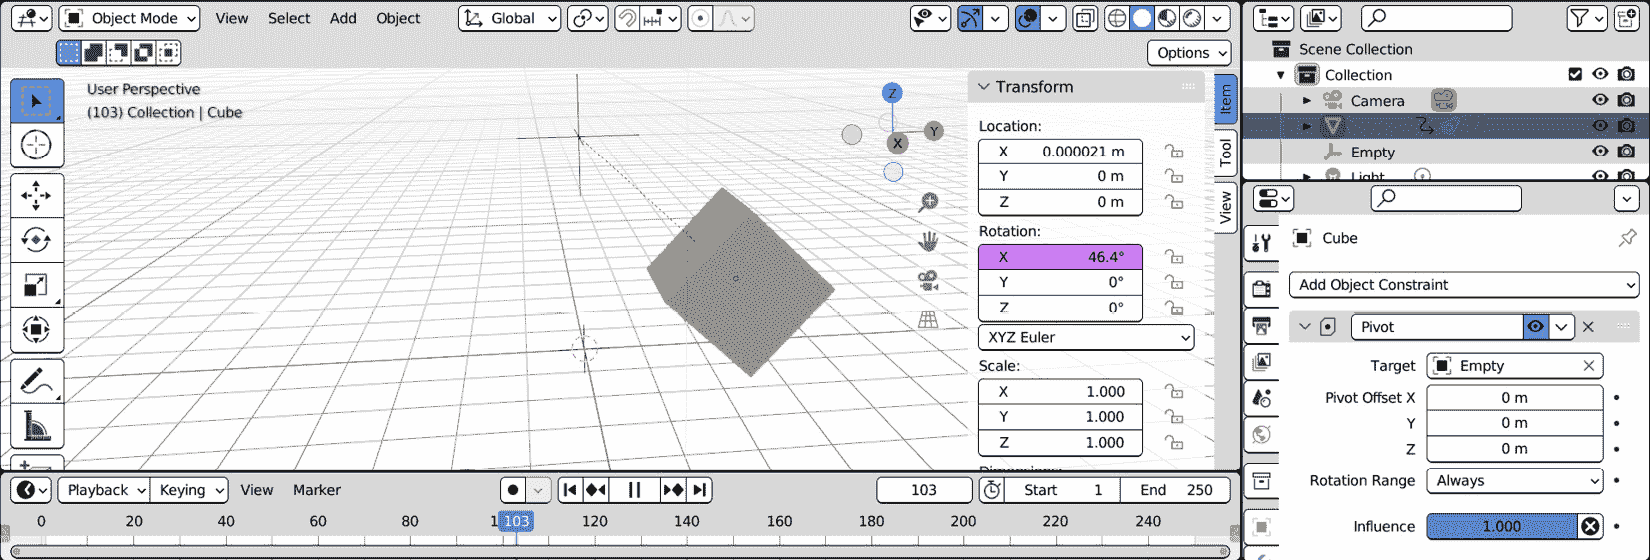 Object Mode View Select Add Object Global
Options
User Perspective
(103) Collection | Cube
Z
Y
X
Transform
Location:
X 0.000021 m
Y 0 m
Z 0 m
Rotation:
X 46.4°
Y 0°
Z 0°
XYZ Euler
Scale:
X 1.000
Y 1.000
Z 1.000
Item
Tool
View
Playback Keying View Marker 103 Start 1 End 250
0 20 40 60 80 103 120 140 160 180 200 220 240
Scene Collection
Collection
Camera
Empty
Light
Cube
Add Object Constraint
Pivot
Target Empty
Pivot Offset X 0 m
Y 0 m
Z 0 m
Rotation Range Always
Influence 1.000